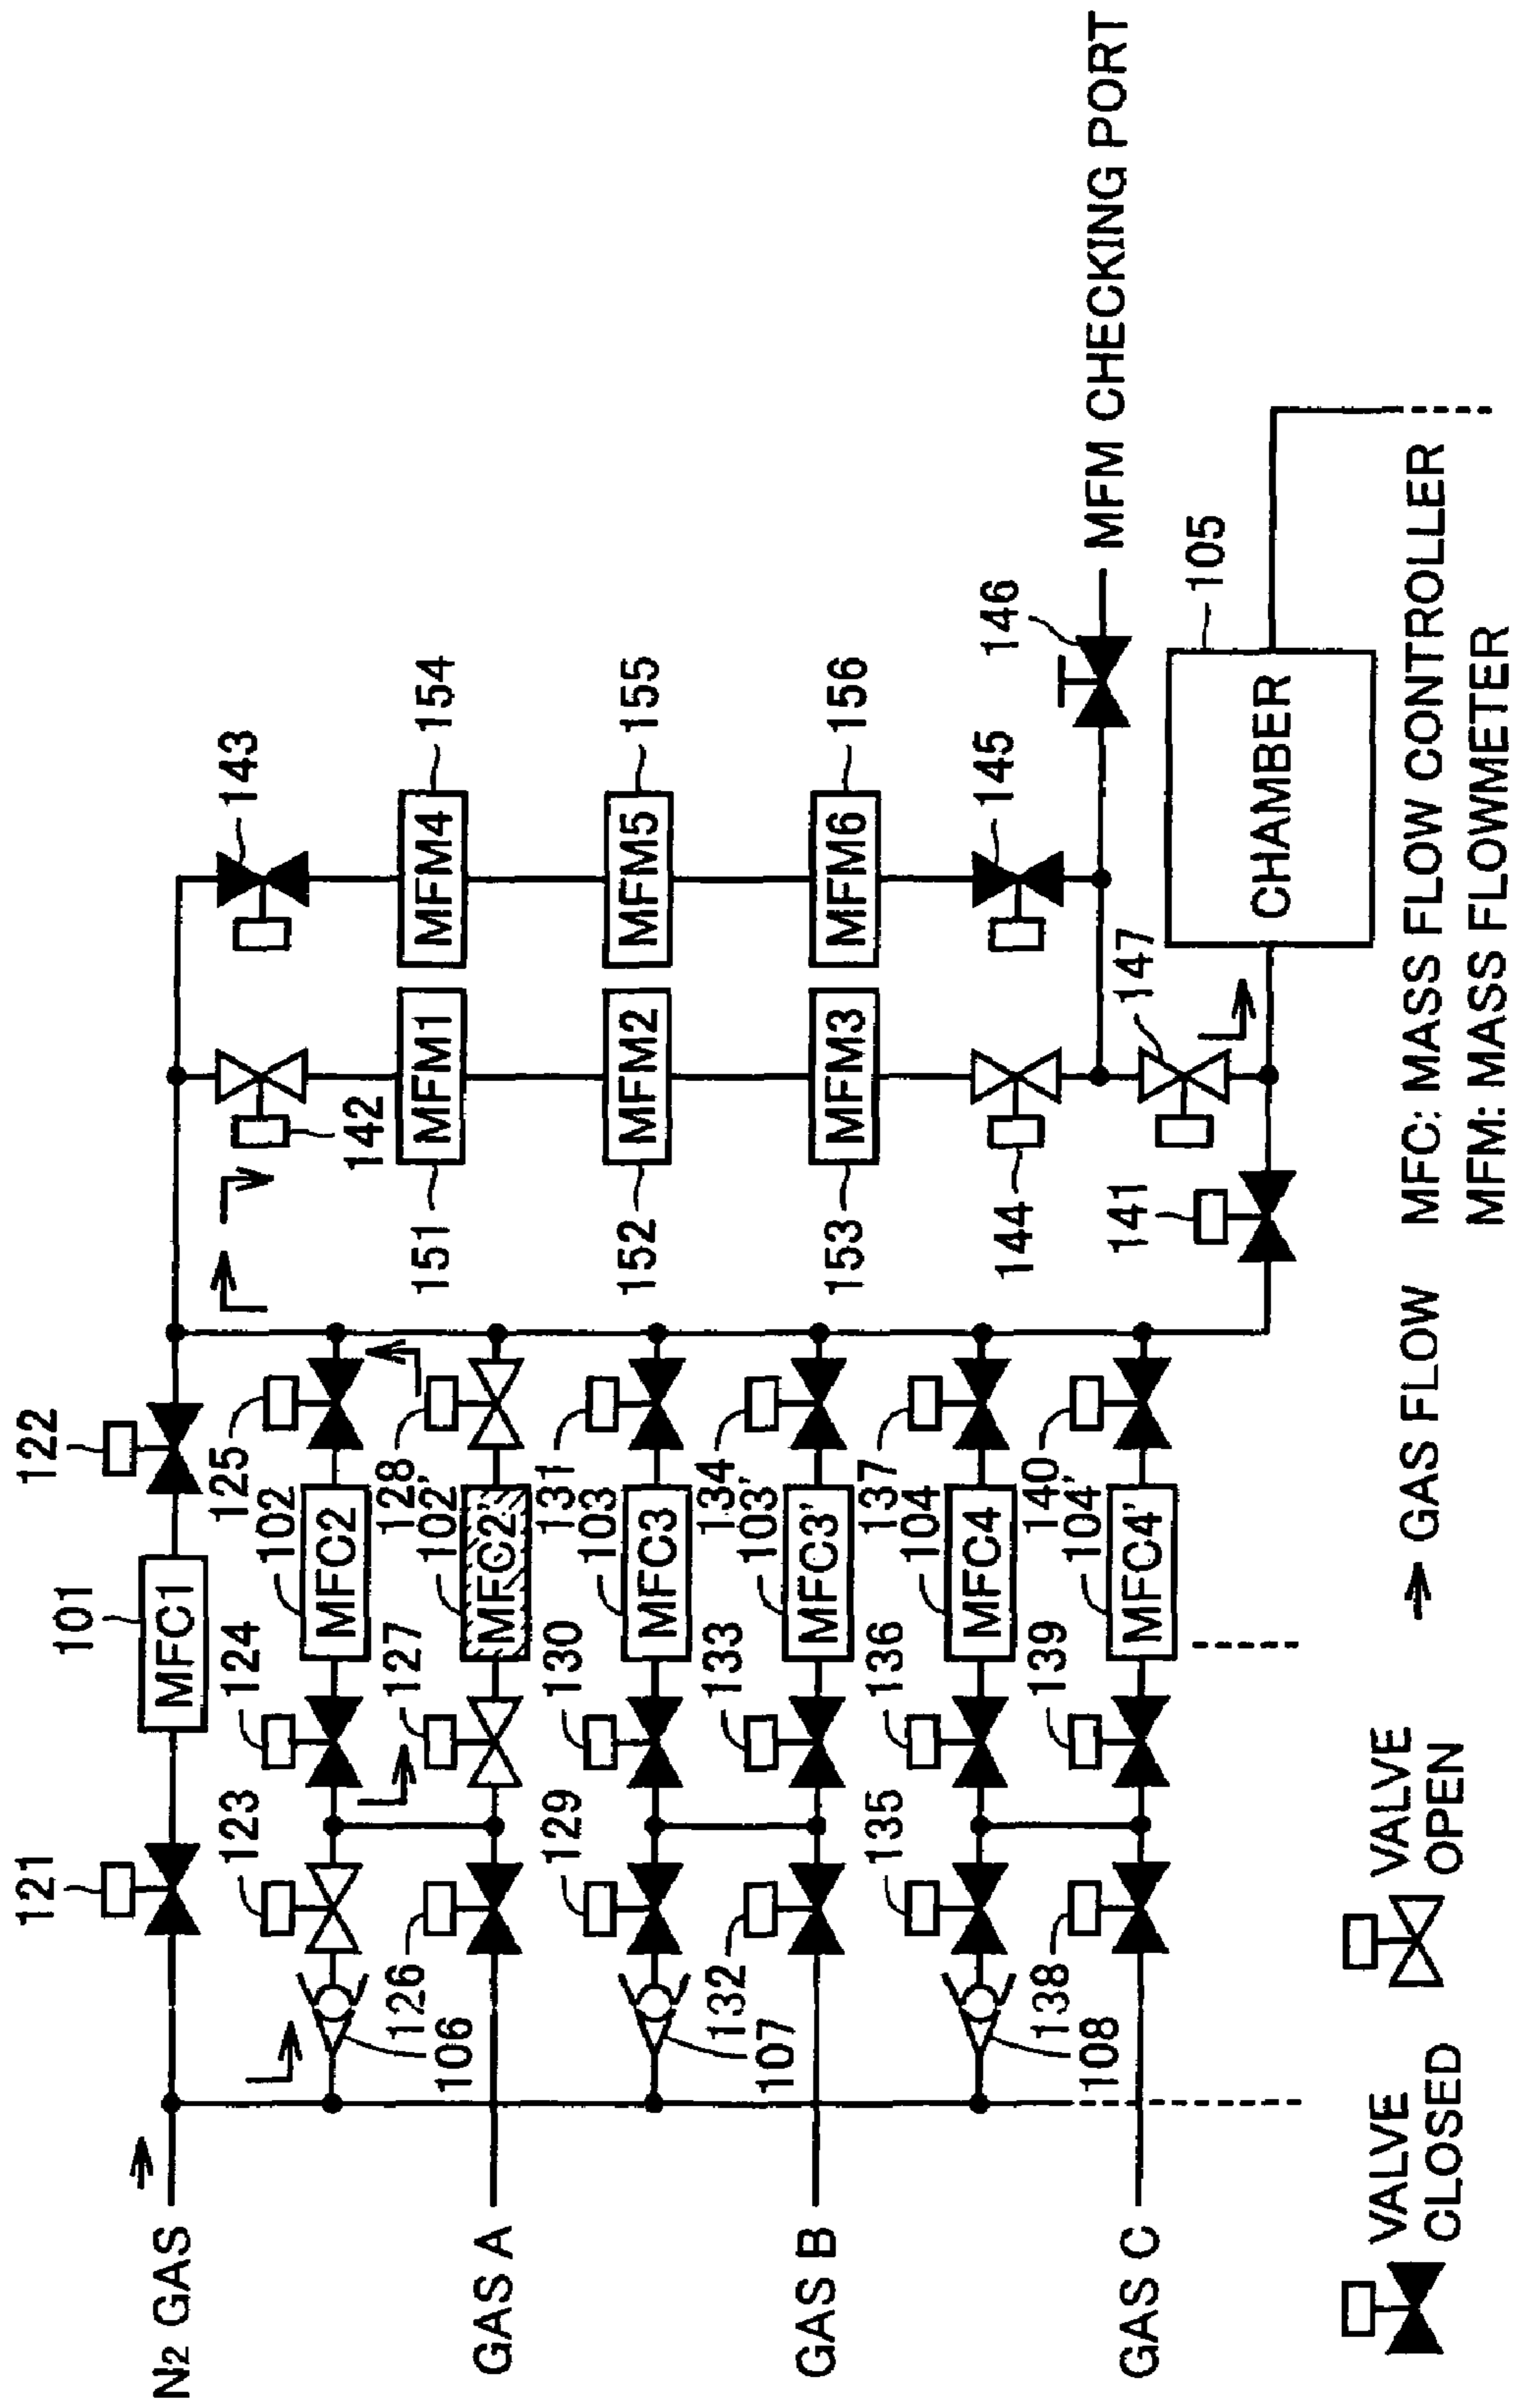 121
101
122
N2 GAS
MFC1
123
124
125
102
MFC2
106
126
127
128
102'
MFC2'
GAS A
129
130
131
103
MFC3
107
132
133
134
103'
MFC3'
GAS B
135
136
137
104
MFC4
108
138
139
140
104'
MFC4'
GAS C
142
143
151
MFM1
MFM4
154
152
MFM2
MFM5
155
153
MFM3
MFM6
156
144
145
146
MFM CHECKING PORT
141
147
105
CHAMBER
VALVE
CLOSED
VALVE
OPEN
GAS FLOW
MFC: MASS FLOW CONTROLLER
MFM: MASS FLOWMETER